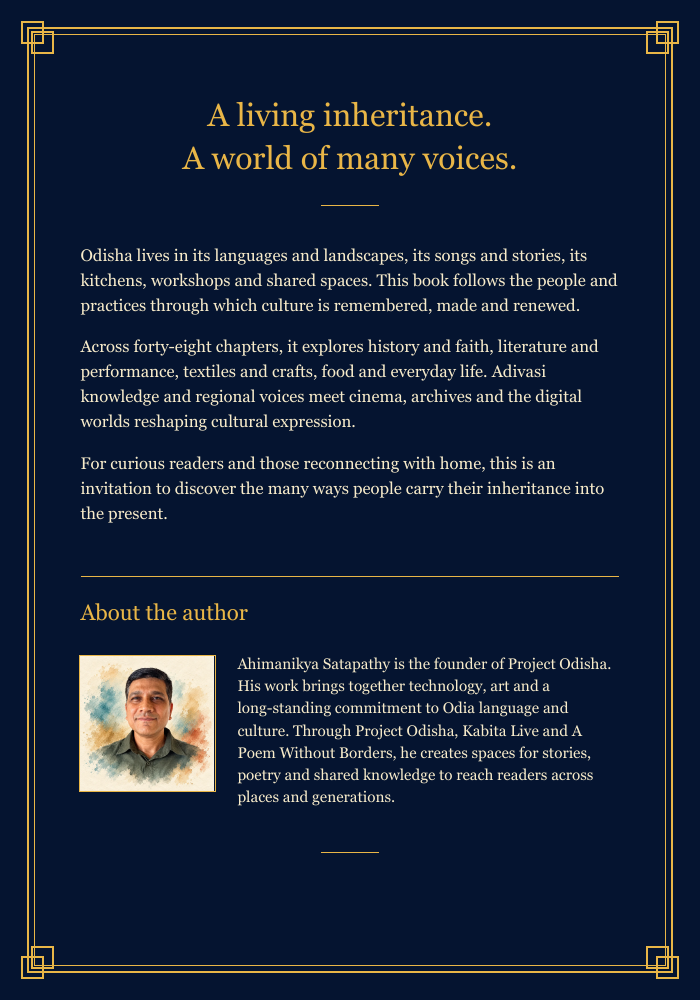 A living inheritance.
A world of many voices.
Odisha lives in its languages and landscapes, its songs and stories, its
kitchens, workshops and shared spaces. This book follows the people and
practices through which culture is remembered, made and renewed.
Across forty-eight chapters, it explores history and faith, literature and
performance, textiles and crafts, food and everyday life. Adivasi
knowledge and regional voices meet cinema, archives and the digital
worlds reshaping cultural expression.
For curious readers and those reconnecting with home, this is an
invitation to discover the many ways people carry their inheritance into
the present.
About the author
Ahimanikya Satapathy is the founder of Project Odisha.
His work brings together technology, art and a
long-standing commitment to Odia language and
culture. Through Project Odisha, Kabita Live and A
Poem Without Borders, he creates spaces for stories,
poetry and shared knowledge to reach readers across
places and generations.